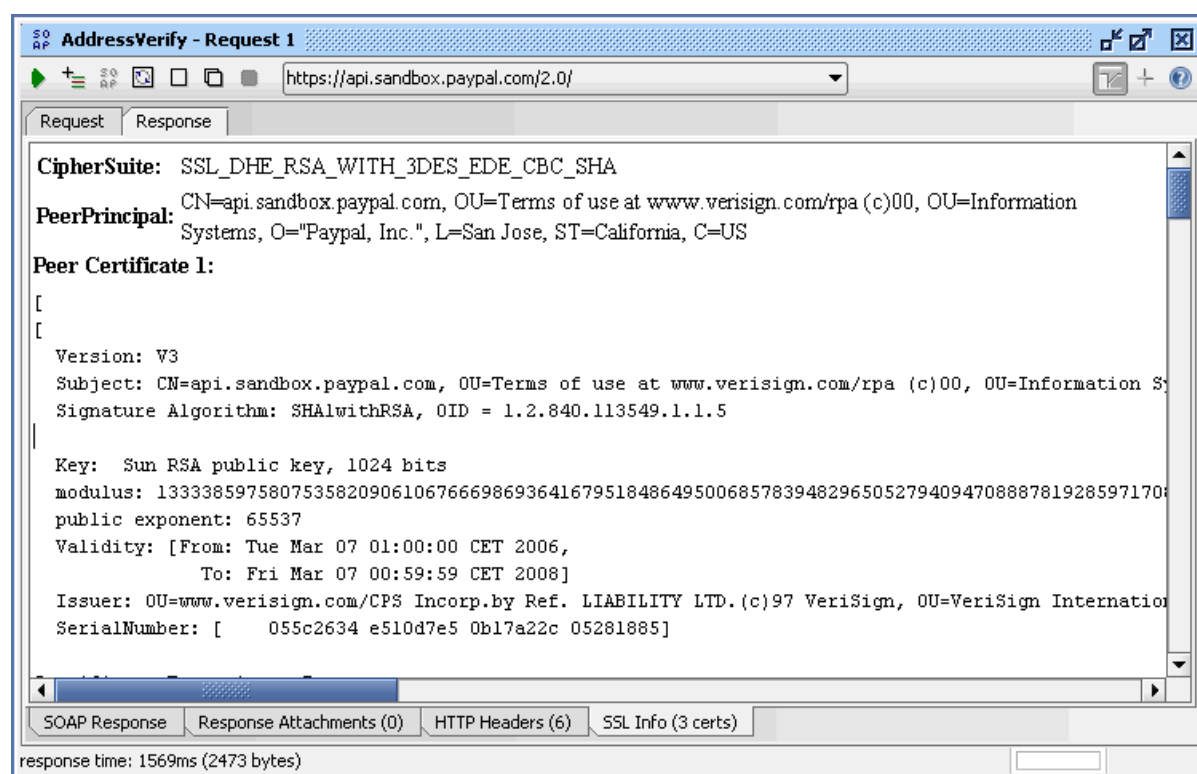 SO AP AddressVerify - Request 1
https://api.sandbox.paypal.com/2.0/
Request Response
CipherSuite: SSL_DHE_RSA_WITH_3DES_EDE_CBC_SHA
PeerPrincipal: CN=api.sandbox.paypal.com, OU=Terms of use at www.verisign.com/rpa (c)00, OU=Information
Systems, O="Paypal, Inc.", L=San Jose, ST=California, C=US
Peer Certificate 1:
[
[
Version: V3
Subject: CN=api.sandbox.paypal.com, OU=Terms of use at www.verisign.com/rpa (c)00, OU=Information Sy
Signature Algorithm: SHA1withRSA, OID = 1.2.840.113549.1.1.5
Key: Sun RSA public key, 1024 bits
modulus: 1333385975807535820906106766698693641679518486495006857839482965052794094708887819285971708
public exponent: 65537
Validity: [From: Tue Mar 07 01:00:00 CET 2006,
To: Fri Mar 07 00:59:59 CET 2008]
Issuer: OU=www.verisign.com/CPS Incorp.by Ref. LIABILITY LTD.(c)97 VeriSign, OU=VeriSign Internation
SerialNumber: [ 055c2634 e510d7e5 0b17a22c 05281885]
SOAP Response Response Attachments (0) HTTP Headers (6) SSL Info (3 certs)
response time: 1569ms (2473 bytes)